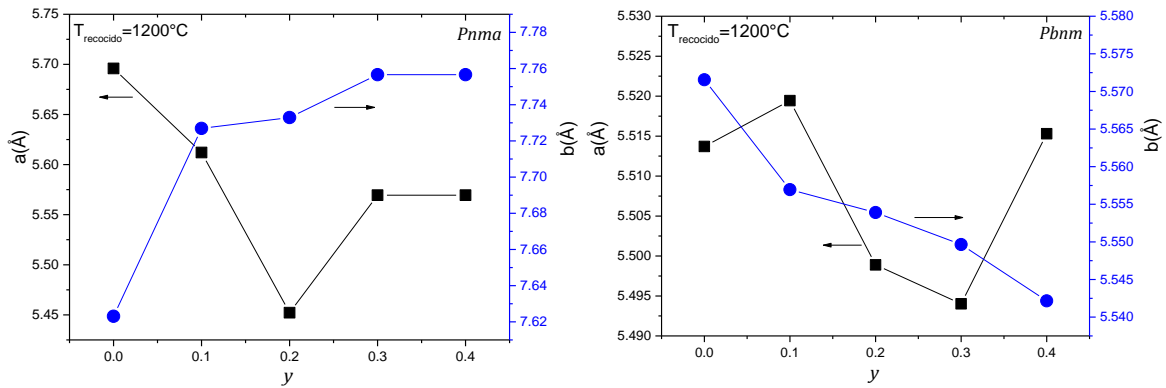 T_recocido=1200°C
Pnma
a(Å)
5.75
5.70
5.65
5.60
5.55
5.50
5.45
7.78
7.76
7.74
7.72
7.70
7.68
7.66
7.64
7.62
b(Å)
0.0 0.1 0.2 0.3 0.4
y
T_recocido=1200°C
Pbnm
a(Å)
5.530
5.525
5.520
5.515
5.510
5.505
5.500
5.495
5.490
5.580
5.575
5.570
5.565
5.560
5.555
5.550
5.545
5.540
b(Å)
0.0 0.1 0.2 0.3 0.4
y